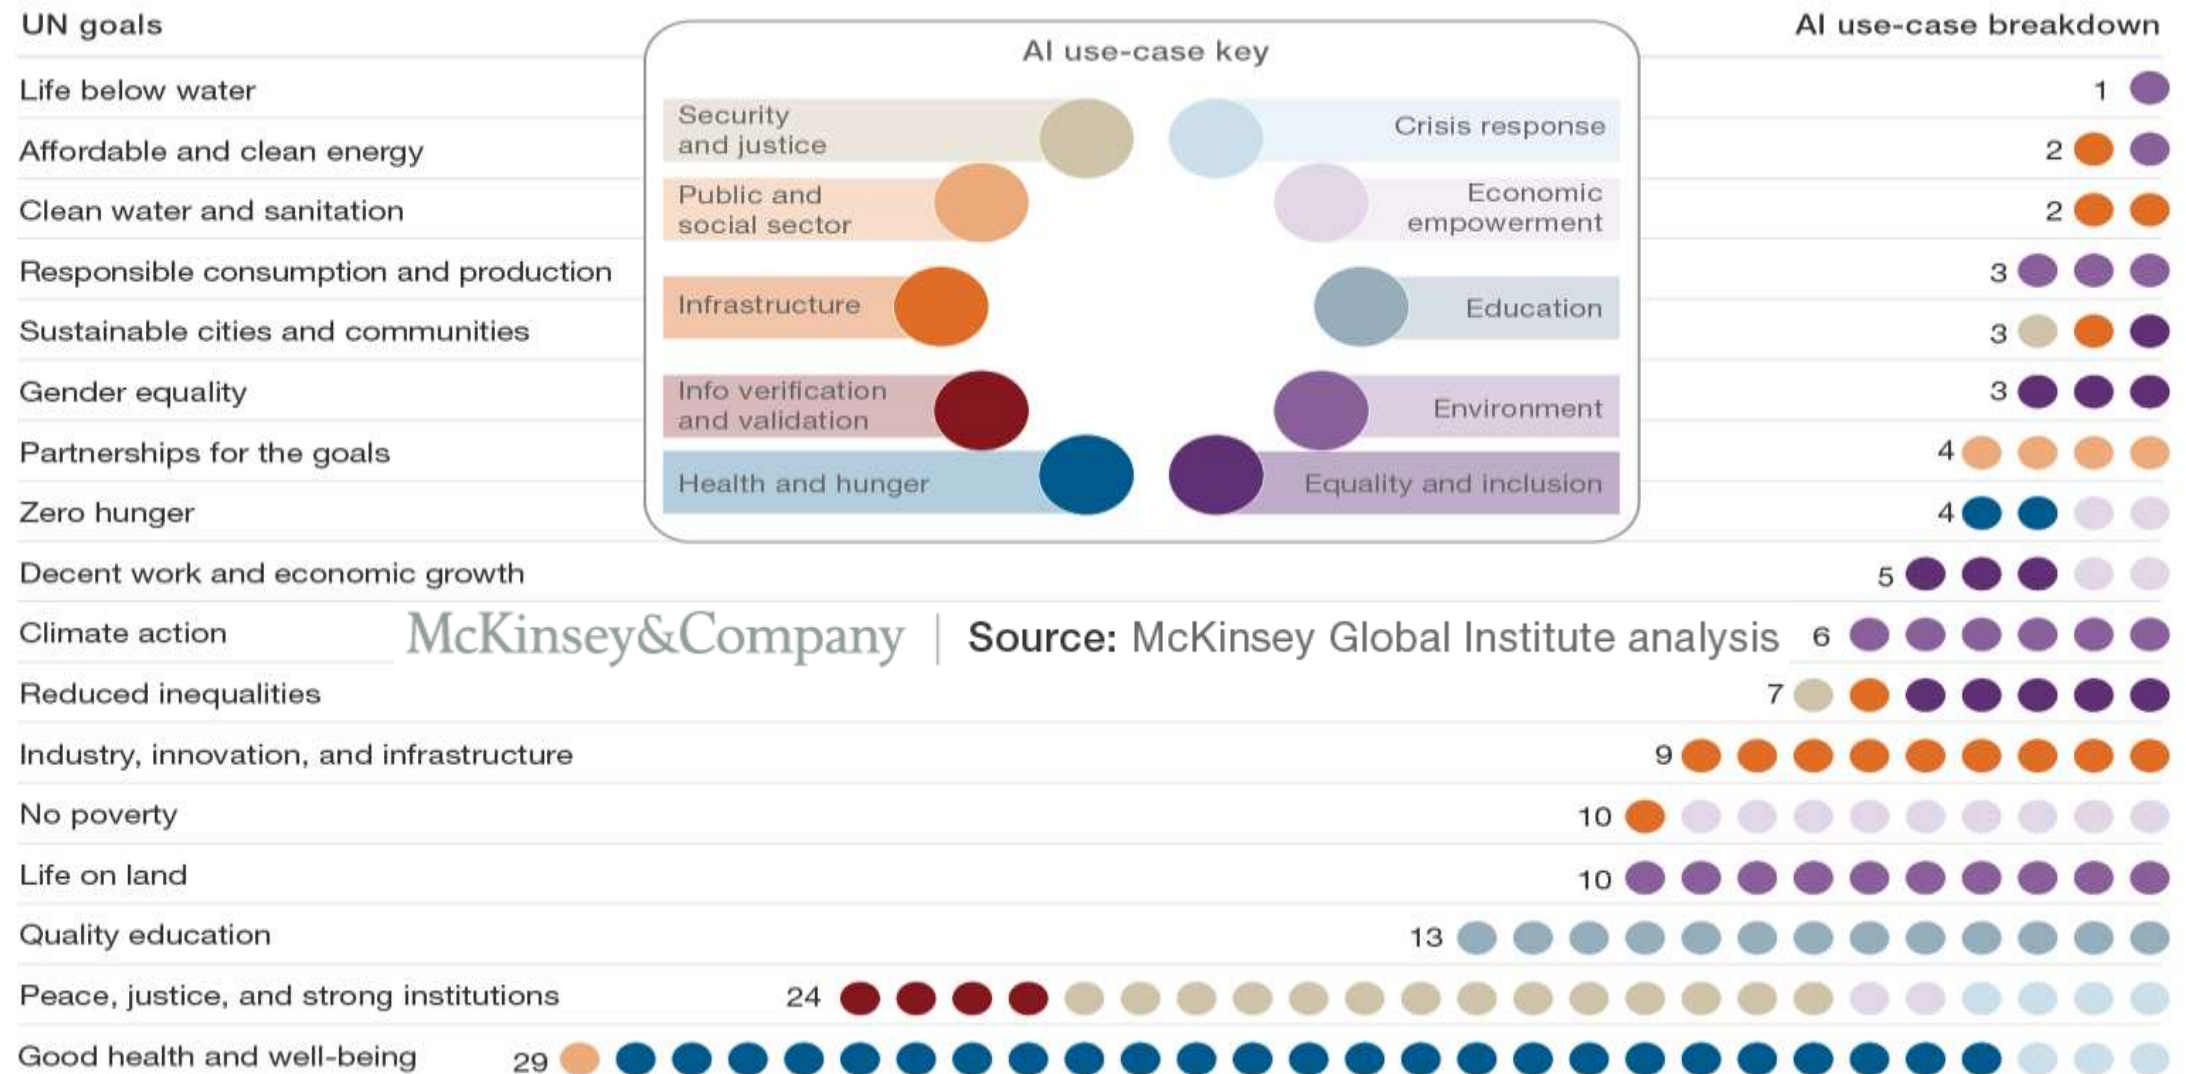 UN goals
AI use-case breakdown
AI use-case key
Security
and justice
Crisis response
Public and
social sector
Economic
empowerment
Infrastructure
Education
Info verification
and validation
Environment
Health and hunger
Equality and inclusion
Life below water 1
Affordable and clean energy 2
Clean water and sanitation 2
Responsible consumption and production 3
Sustainable cities and communities 3
Gender equality 3
Partnerships for the goals 4
Zero hunger 4
Decent work and economic growth 5
Climate action 6
McKinsey&Company | Source: McKinsey Global Institute analysis
Reduced inequalities 7
Industry, innovation, and infrastructure 9
No poverty 10
Life on land 10
Quality education 13
Peace, justice, and strong institutions 24
Good health and well-being 29